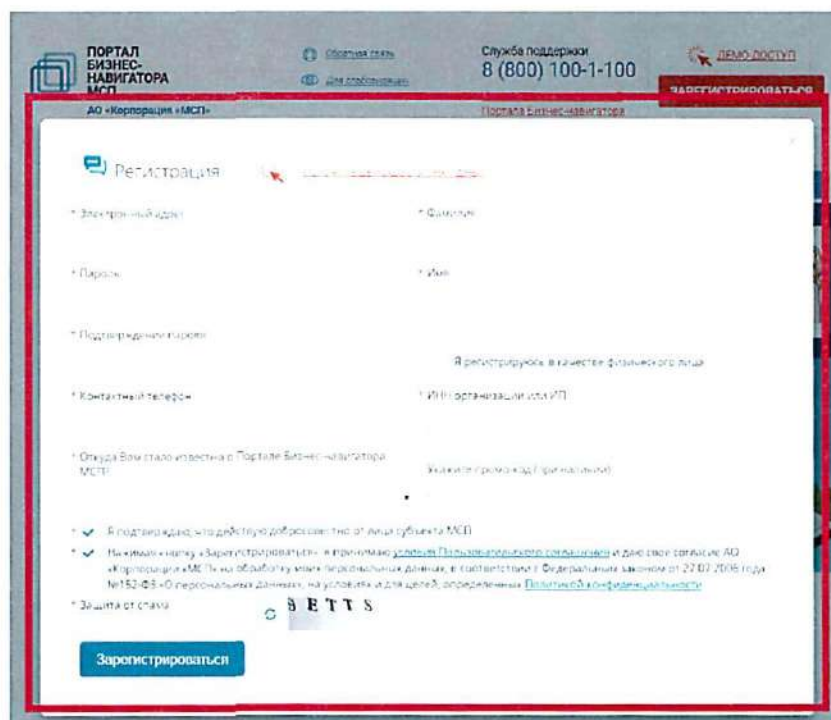 ПОРТАЛ
БИЗНЕС-
НАВИГАТОРА
МСП
АО «Корпорация «МСП»
Обратная связь
Для слабовидящих
Служба поддержки
8 (800) 100-1-100
Портала Бизнес-навигатора
ДЕМО-ДОСТУП
ЗАРЕГИСТРИРОВАТЬСЯ
Регистрация
* Электронный адрес
* Фамилия
* Пароль
* Имя
* Подтверждение пароля
Я регистрируюсь в качестве физического лица
* Контактный телефон
* ИНН организации или ИП
* Откуда Вам стало известно о Портале Бизнес-навигатора
МСП?
Укажите промо-код (при наличии)
* Я подтверждаю, что действую добросовестно от лица субъекта МСП
* Нажимая кнопку «Зарегистрироваться», я принимаю условия Пользовательского соглашения и даю свое согласие АО
«Корпорация «МСП» на обработку моих персональных данных, в соответствии с Федеральным законом от 27.07.2006 года
№152-ФЗ «О персональных данных», на условиях и для целей, определенных Политикой конфиденциальности
* Защита от спама
ETTS
Зарегистрироваться